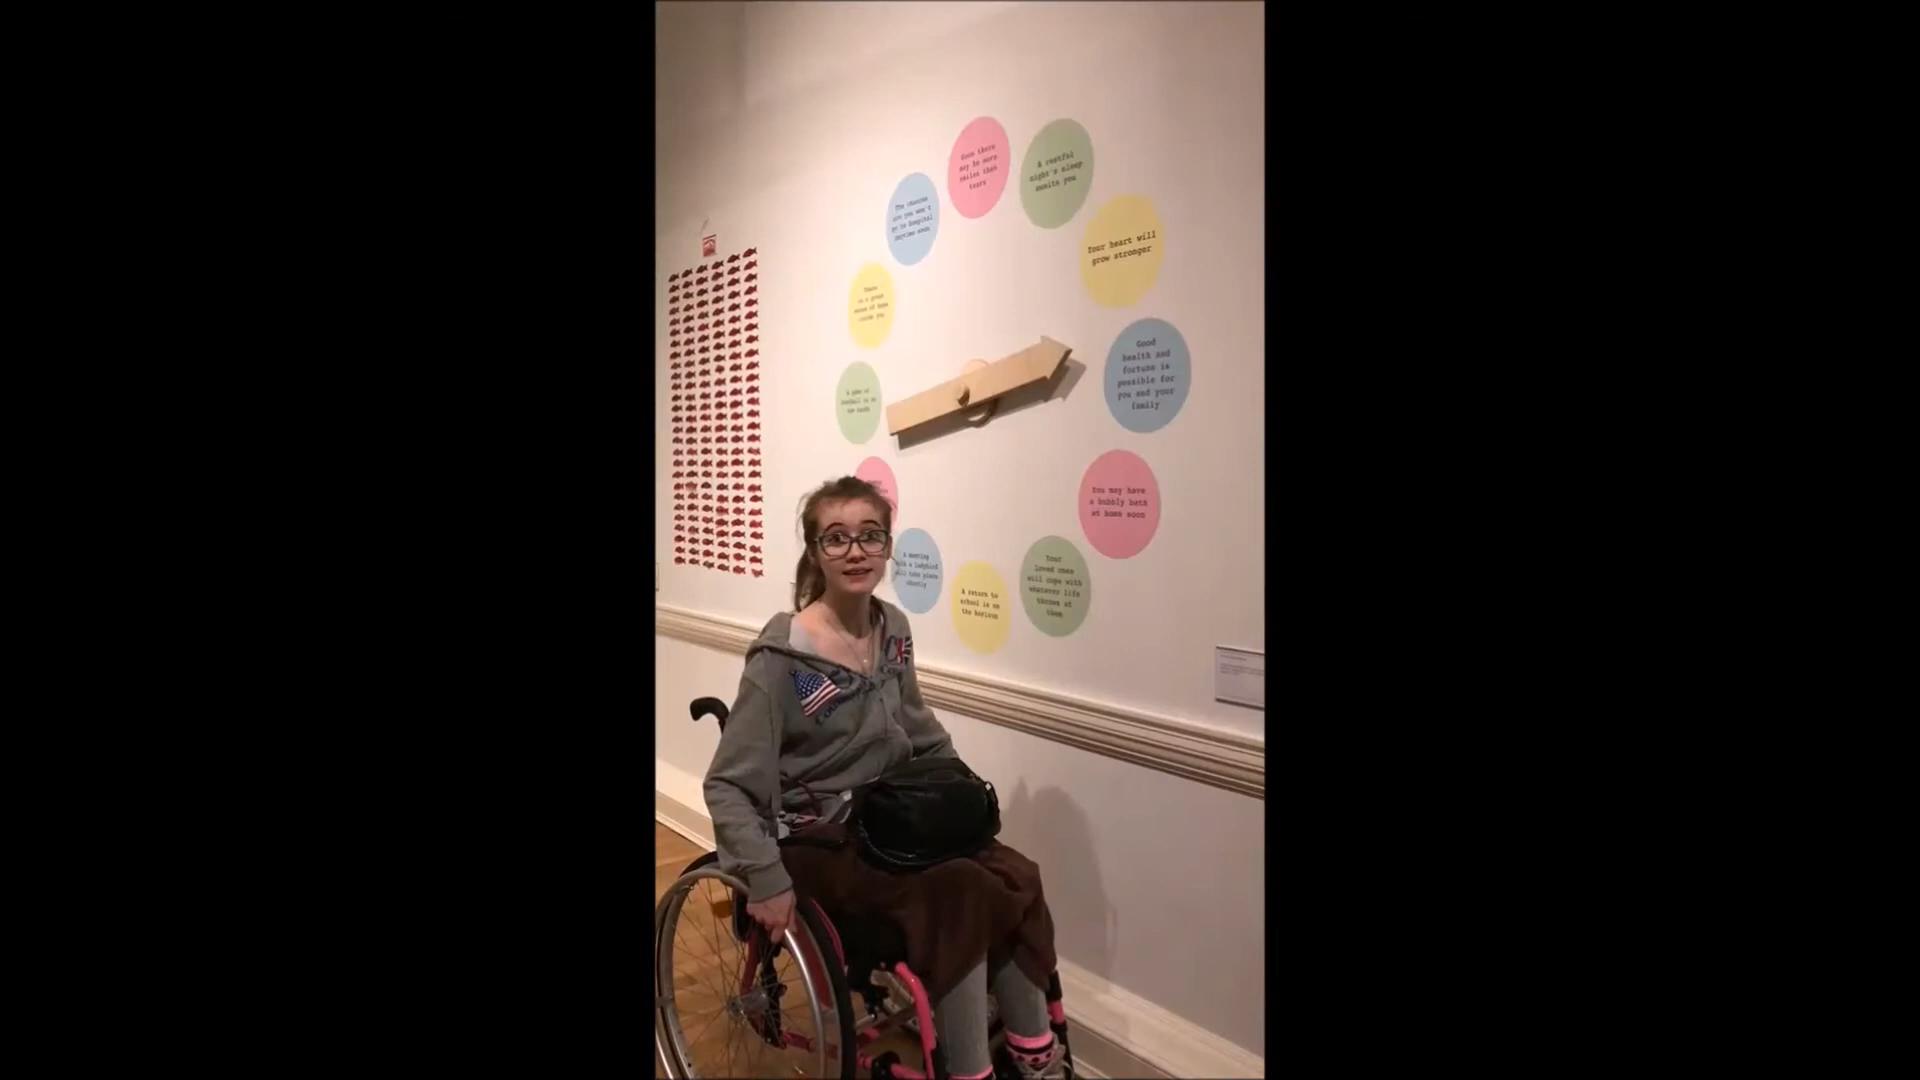 Soon there
may be more
smiles than
tears
A restful
night's sleep
awaits you
The chances
are you won't
go to hospital
anytime soon
Your heart will
grow stronger
There
is a great
sense of hope
inside you
Good
health and
fortune is
possible for
you and your
family
A game of
football is on
the cards
You may have
a bubbly bath
at home soon
A meeting
with a ladybird
will take place
shortly
Your
loved ones
will cope with
whatever life
throws at
them
A return to
school is on
the horizon